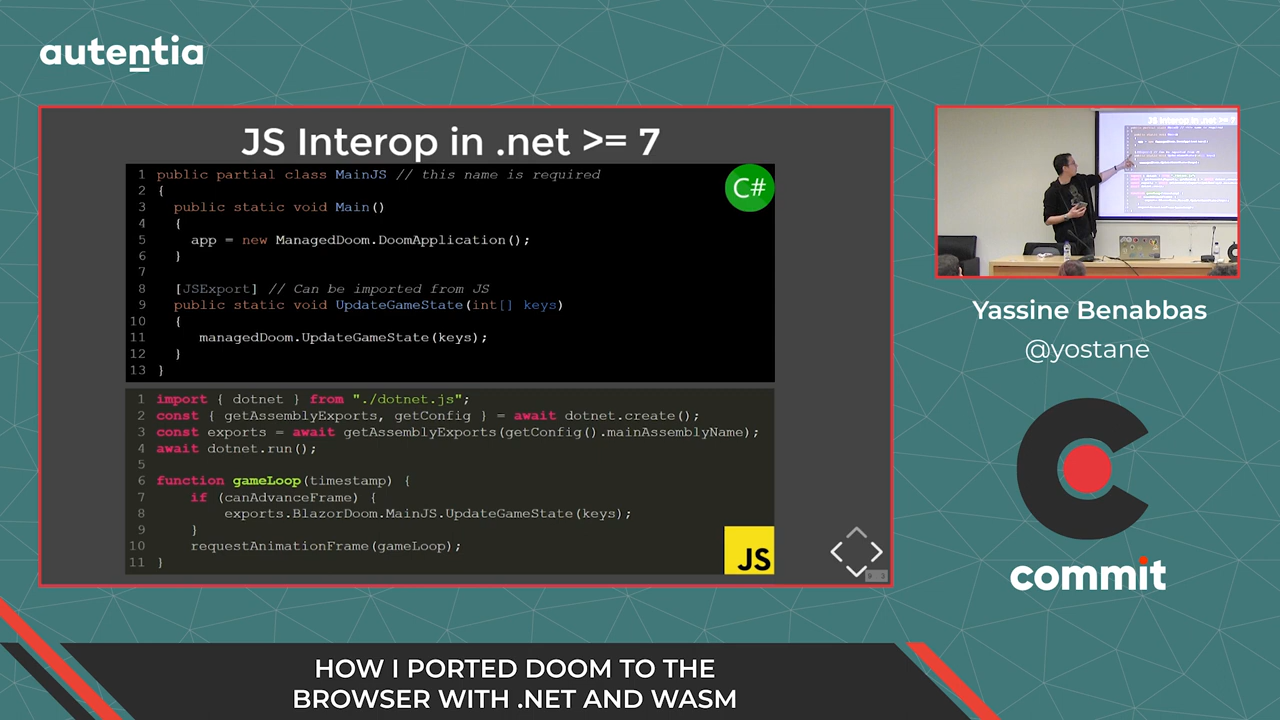 autentia
JS Interop in .net >= 7
C#
1 public partial class MainJS // this name is required
2 {
3 public static void Main()
4 {
5 app = new ManagedDoom.DoomApplication();
6 }
7
8 [JSExport] // Can be imported from JS
9 public static void UpdateGameState(int[] keys)
10 {
11 managedDoom.UpdateGameState(keys);
12 }
13 }
1 import { dotnet } from "./dotnet.js";
2 const { getAssemblyExports, getConfig } = await dotnet.create();
3 const exports = await getAssemblyExports(getConfig().mainAssemblyName);
4 await dotnet.run();
5
6 function gameLoop(timestamp) {
7 if (canAdvanceFrame) {
8 exports.BlazorDoom.MainJS.UpdateGameState(keys);
9 }
10 requestAnimationFrame(gameLoop);
11 }
JS
JS Interop in .net >= 7
Yassine Benabbas
@yostane
commit
HOW I PORTED DOOM TO THE
BROWSER WITH .NET AND WASM